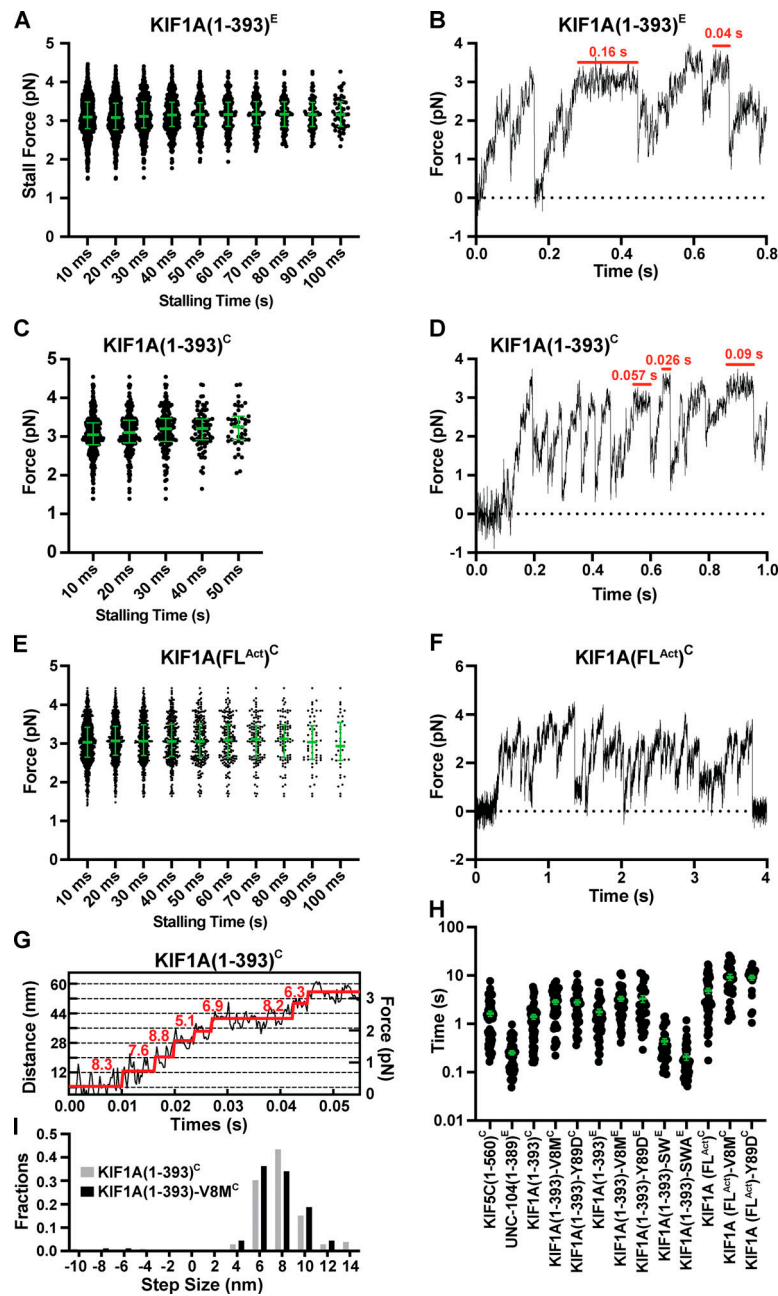 A
KIF1A(1-393)^E
Stall Force (pN)
5
4
3
2
1
0
10 ms
20 ms
30 ms
40 ms
50 ms
60 ms
70 ms
80 ms
90 ms
100 ms
Stalling Time (s)
B
KIF1A(1-393)^E
0.16 s
0.04 s
Force (pN)
4
3
2
1
0
-1
0.0
0.2
0.4
0.6
0.8
Time (s)
C
KIF1A(1-393)^C
Force (pN)
5
4
3
2
1
0
10 ms
20 ms
30 ms
40 ms
50 ms
Stalling Time (s)
D
KIF1A(1-393)^C
0.057 s
0.026 s
0.09 s
Force (pN)
4
3
2
1
0
-1
0.0
0.2
0.4
0.6
0.8
1.0
Time (s)
E
KIF1A(FL^Act)^C
Force (pN)
5
4
3
2
1
0
10 ms
20 ms
30 ms
40 ms
50 ms
60 ms
70 ms
80 ms
90 ms
100 ms
Stalling Time (s)
F
KIF1A(FL^Act)^C
Force (pN)
6
4
2
0
-2
0
1
2
3
4
Time (s)
G
KIF1A(1-393)^C
Distance (nm)
60
44
28
12
8.3
7.6
8.8
5.1
6.9
8.2
6.3
3
2
1
0
Force (pN)
0.00
0.01
0.02
0.03
0.04
0.05
Times (s)
H
Time (s)
100
10
1
0.1
0.01
KIF5C(1-560)^C
UNC-104(1-389)^E
KIF1A(1-393)^C
KIF1A(1-393)-V8M^C
KIF1A(1-393)-Y89D^C
KIF1A(1-393)^E
KIF1A(1-393)-V8M^E
KIF1A(1-393)-Y89D^E
KIF1A(1-393)-SW^E
KIF1A(1-393)-SWA^E
KIF1A (FL^Act)^C
KIF1A (FL^Act)-V8M^C
KIF1A (FL^Act)-Y89D^C
I
KIF1A(1-393)^C
KIF1A(1-393)-V8M^C
Fractions
0.4
0.3
0.2
0.1
0.0
-10
-8
-6
-4
-2
0
2
4
6
8
10
12
14
Step Size (nm)